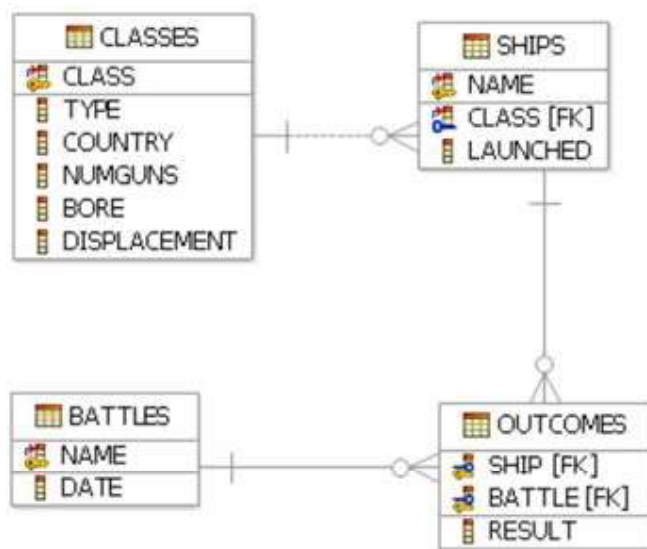 CLASSES
CLASS
TYPE
COUNTRY
NUMGUNS
BORE
DISPLACEMENT
SHIPS
NAME
CLASS [FK]
LAUNCHED
BATTLES
NAME
DATE
OUTCOMES
SHIP [FK]
BATTLE [FK]
RESULT